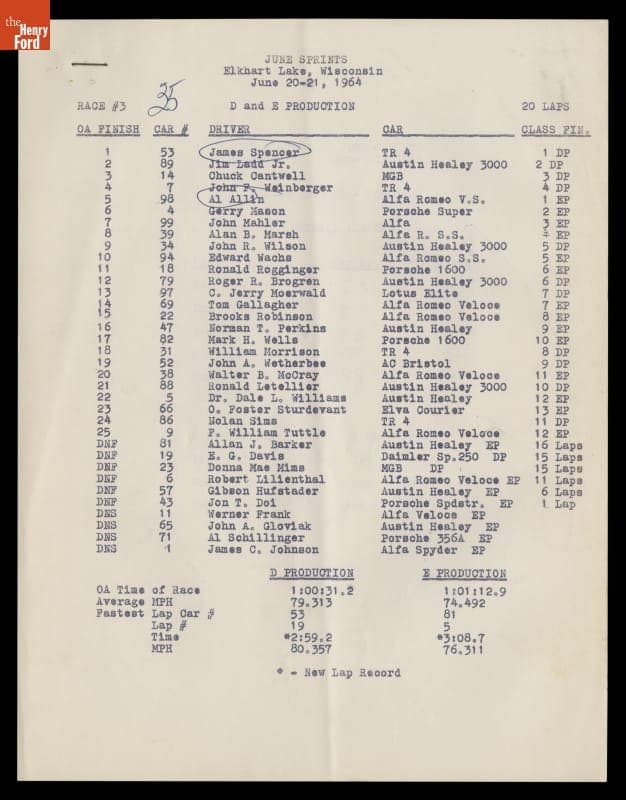 the
Henry
Ford
JUNE SPRINTS
Elkhart Lake, Wisconsin
June 20-21, 1964
RACE #3 25 D and E PRODUCTION 20 LAPS
OA FINISH CAR # DRIVER CAR CLASS FIN.
1 53 James Spencer TR 4 1 DP
2 89 Jim Ladd Jr. Austin Healey 3000 2 DP
3 14 Chuck Cantwell MGB 3 DP
4 7 John F. Weinberger TR 4 4 DP
5 98 Al Allin Alfa Romeo V.S. 1 EP
6 4 Gerry Mason Porsche Super 2 EP
7 99 John Mahler Alfa 3 EP
8 39 Alan B. Marsh Alfa R. S.S. 4 EP
9 34 John R. Wilson Austin Healey 3000 5 DP
10 94 Edward Wachs Alfa Romeo S.S. 5 EP
11 18 Ronald Rogginger Porsche 1600 6 EP
12 79 Roger R. Brogren Austin Healey 3000 6 DP
13 97 C. Jerry Moerwald Lotus Elite 7 DP
14 69 Tom Gallagher Alfa Romeo Veloce 7 EP
15 22 Brooks Robinson Alfa Romeo Veloce 8 EP
16 47 Norman T. Perkins Austin Healey 9 EP
17 82 Mark H. Wells Porsche 1600 10 EP
18 31 William Morrison TR 4 8 DP
19 52 John A. Wetherbee AC Bristol 9 DP
20 38 Walter B. McCray Alfa Romeo Veloce 11 EP
21 88 Ronald Letellier Austin Healey 3000 10 DP
22 5 Dr. Dale L. Williams Austin Healey 12 EP
23 66 O. Foster Sturdevant Elva Courier 13 EP
24 86 Nolan Sims TR 4 11 DP
25 9 F. William Tuttle Alfa Romeo Veloce 12 EP
DNF 81 Allan J. Barker Austin Healey EP 16 Laps
DNF 19 E. G. Davis Daimler Sp.250 DP 15 Laps
DNF 23 Donna Mae Mims MGB DP 15 Laps
DNF 6 Robert Lilienthal Alfa Romeo Veloce EP 11 Laps
DNF 57 Gibson Hufstader Austin Healey EP 6 Laps
DNF 43 Jon T. Doi Porsche Spdstr. EP 1 Lap
DNS 11 Werner Frank Alfa Veloce EP
DNS 65 John A. Gloviak Austin Healey EP
DNS 71 Al Schillinger Porsche 356A EP
DNS 1 James C. Johnson Alfa Spyder EP
D PRODUCTION E PRODUCTION
OA Time of Race 1:00:31.2 1:01:12.9
Average MPH 79.313 74.492
Fastest Lap Car # 53 81
Lap # 19 5
Time *2:59.2 *3:08.7
MPH 80.357 76.311
* - New Lap Record